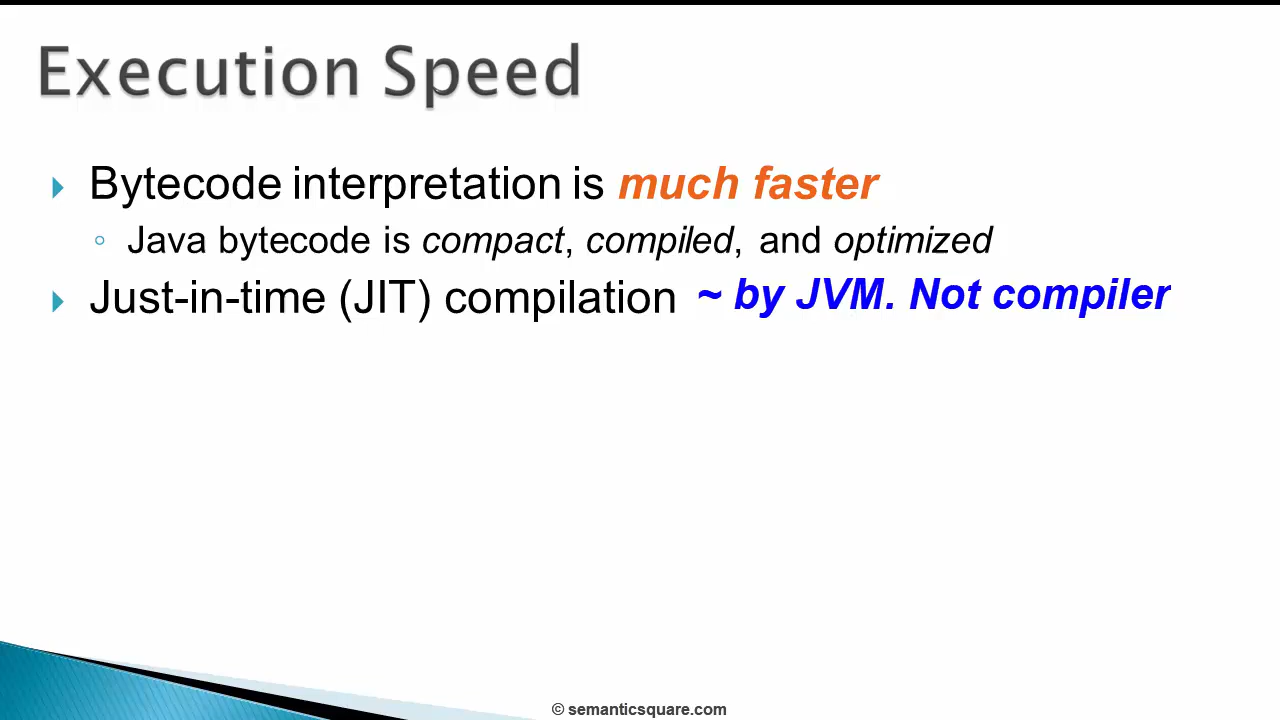 Execution Speed
Bytecode interpretation is much faster
Java bytecode is compact, compiled, and optimized
Just-in-time (JIT) compilation ~ by JVM. Not compiler
© semanticsquare.com